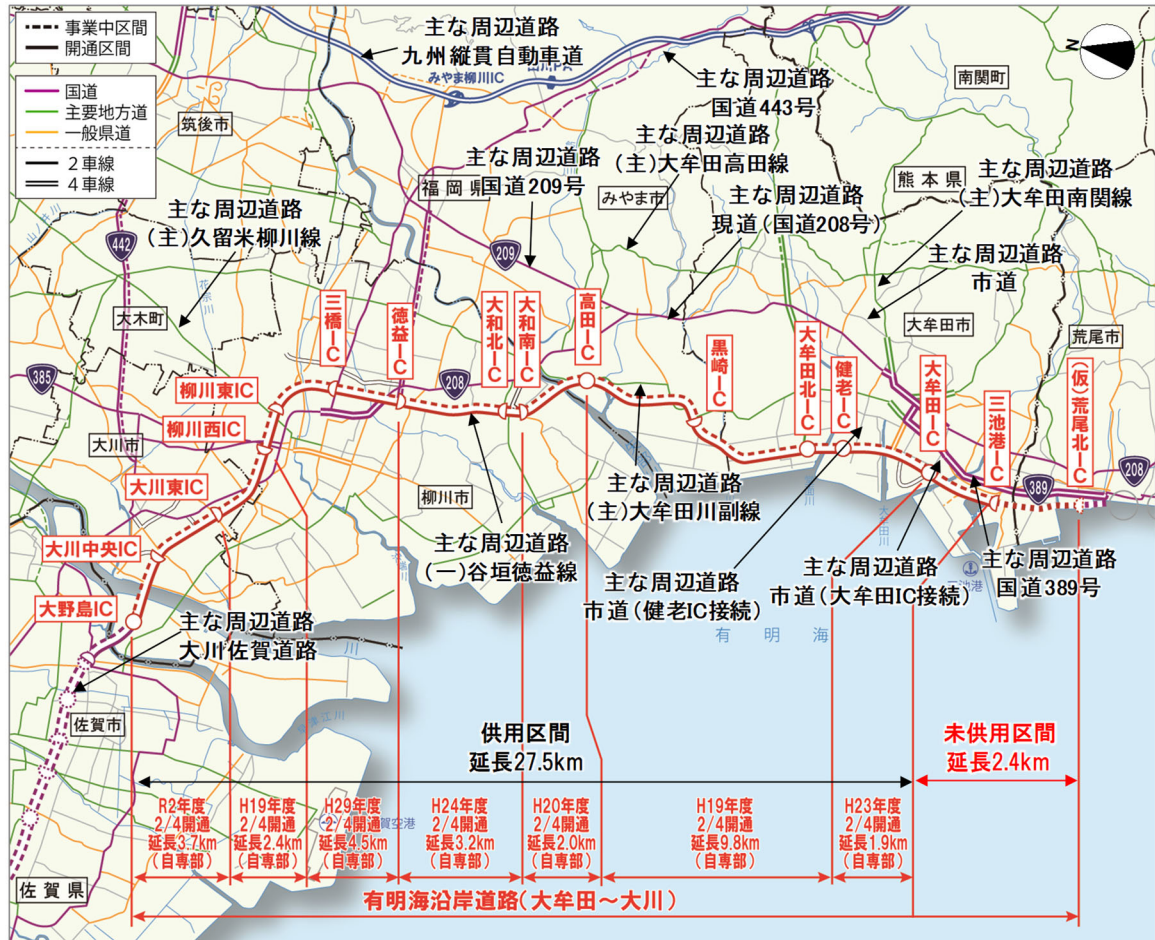 事業中区間
開通区間
国道
主要地方道
一般県道
2車線
4車線
主な周辺道路
九州縦貫自動車道
みやま柳川IC
N
南関町
筑後市
主な周辺道路
国道443号
主な周辺道路
(主)大牟田高田線
主な周辺道路
国道209号
福岡県
みやま市
熊本県
主な周辺道路
(主)大牟田南関線
主な周辺道路
現道(国道208号)
主な周辺道路
(主)久留米柳川線
山ノ井川
花宗川
442
209
主な周辺道路
市道
大木町
三橋IC
徳益IC
大和北IC
大和南IC
高田IC
黒崎IC
大牟田北IC
健老IC
大牟田市
大牟田IC
三池港IC
荒尾市
(仮)荒尾北IC
385
208
柳川東IC
柳川西IC
大川市
大川東IC
柳川市
389
208
主な周辺道路
(主)大牟田川副線
大牟田川
大川中央IC
主な周辺道路
(一)谷垣徳益線
主な周辺道路
市道(健老IC接続)
主な周辺道路
市道(大牟田IC接続)
主な周辺道路
国道389号
大野島IC
主な周辺道路
大川佐賀道路
有明海
佐賀市
供用区間
延長27.5km
未供用区間
延長2.4km
R2年度
2/4開通
延長3.7km
(自専部)
H19年度
2/4開通
延長2.4km
(自専部)
H29年度
2/4開通
延長4.5km
(自専部)
H24年度
2/4開通
延長3.2km
(自専部)
H20年度
2/4開通
延長2.0km
(自専部)
H19年度
2/4開通
延長9.8km
(自専部)
H23年度
2/4開通
延長1.9km
(自専部)
佐賀県
有明海沿岸道路(大牟田～大川)